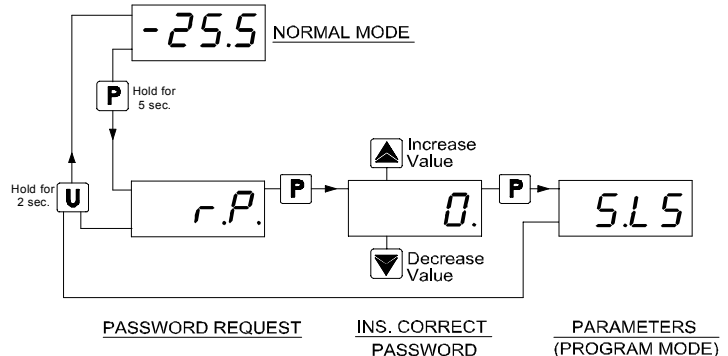 -25.5
NORMAL MODE
P
Hold for
5 sec.
Increase
Value
Hold for
2 sec.
U
r.P.
P
0.
P
S.LS
Decrease
Value
PASSWORD REQUEST
INS. CORRECT
PASSWORD
PARAMETERS
(PROGRAM MODE)